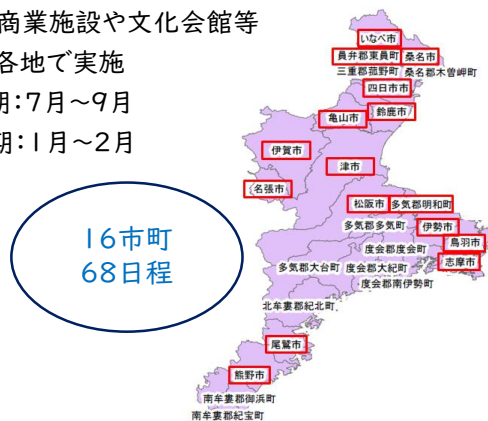 商業施設や文化会館等
各地で実施
期:7月～9月
期:1月～2月
16市町
68日程
いなべ市
員弁郡東員町
桑名市
三重郡菰野町
桑名郡木曽岬町
四日市市
鈴鹿市
亀山市
伊賀市
津市
名張市
松阪市
多気郡明和町
多気郡多気町
伊勢市
鳥羽市
度会郡度会町
志摩市
多気郡大台町
度会郡大紀町
度会郡南伊勢町
北牟婁郡紀北町
尾鷲市
熊野市
南牟婁郡御浜町
南牟婁郡紀宝町